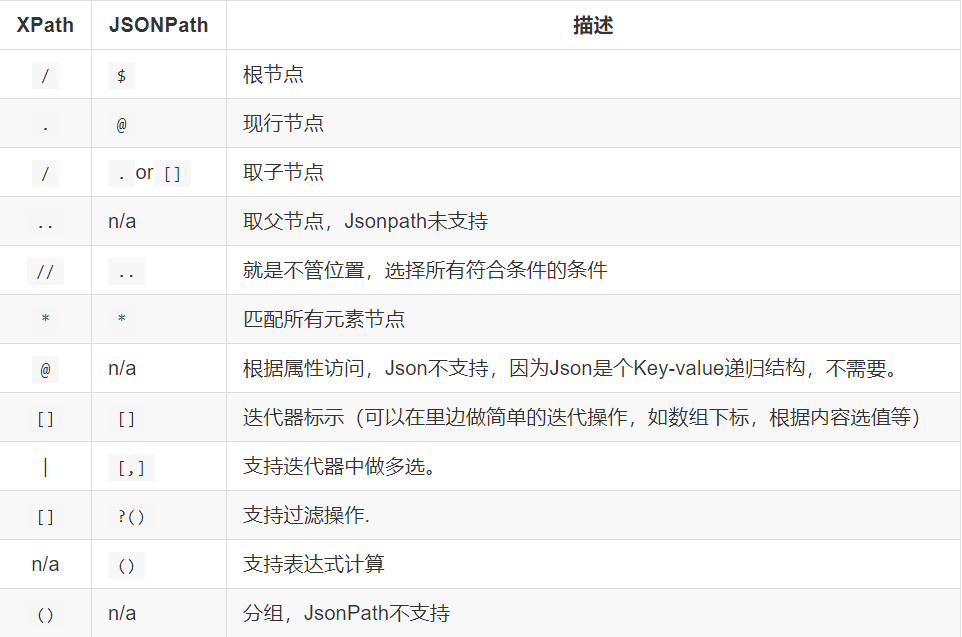 XPath JSONPath 描述
/ $ 根节点
. @ 现行节点
/ . or [] 取子节点
.. n/a 取父节点，Jsonpath未支持
// .. 就是不管位置，选择所有符合条件的条件
* * 匹配所有元素节点
@ n/a 根据属性访问，Json不支持，因为Json是个Key-value递归结构，不需要。
[] [] 迭代器标示（可以在里边做简单的迭代操作，如数组下标，根据内容选值等）
| [,] 支持迭代器中做多选。
[] ?() 支持过滤操作.
n/a () 支持表达式计算
() n/a 分组，JsonPath不支持